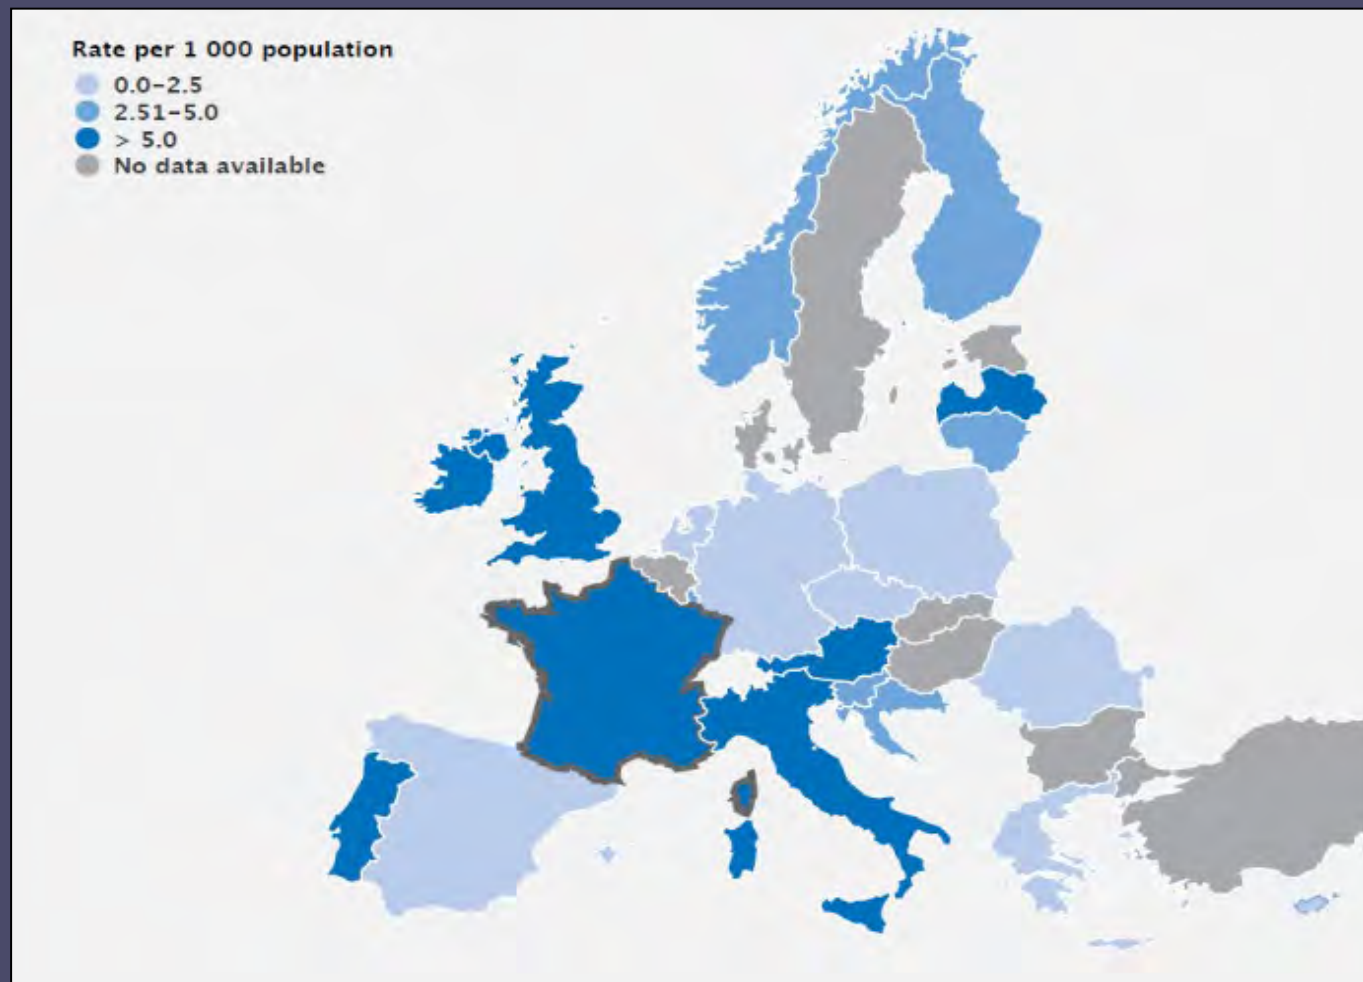 Rate per 1 000 population
0.0–2.5
2.51–5.0
> 5.0
No data available